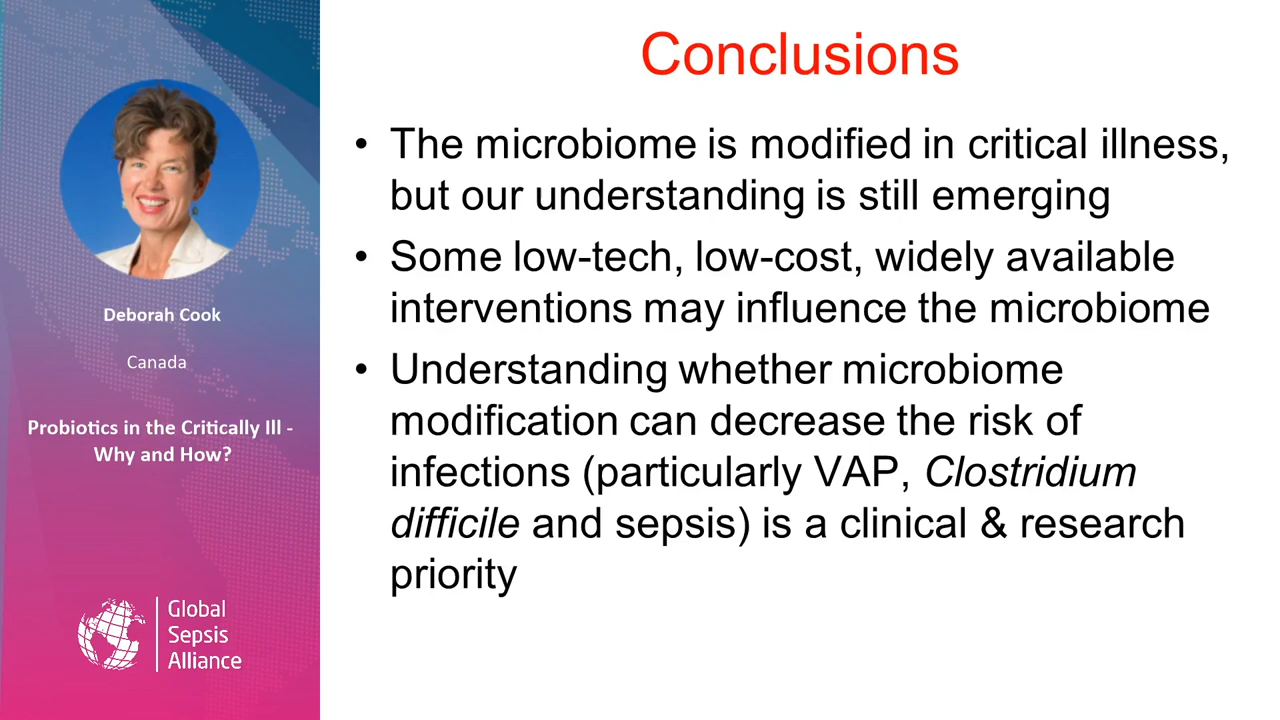 Deborah Cook
Canada
Probiotics in the Critically Ill -
Why and How?
Global
Sepsis
Alliance
Conclusions
• The microbiome is modified in critical illness,
but our understanding is still emerging
• Some low-tech, low-cost, widely available
interventions may influence the microbiome
• Understanding whether microbiome
modification can decrease the risk of
infections (particularly VAP, Clostridium
difficile and sepsis) is a clinical & research
priority